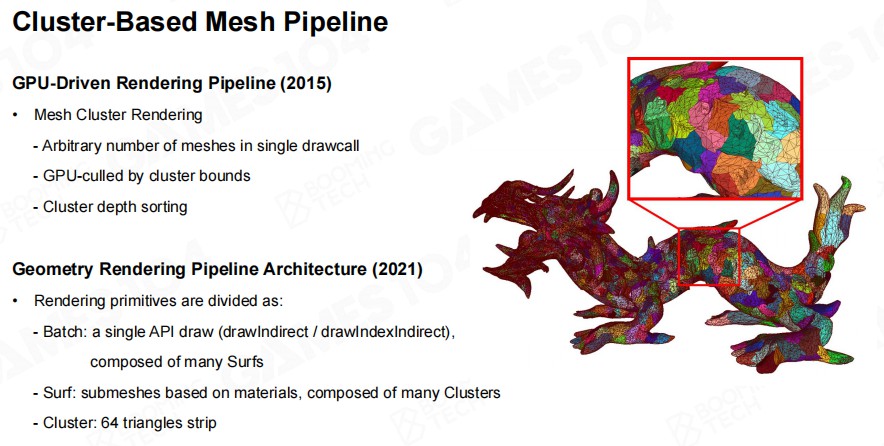 Cluster-Based Mesh Pipeline
GPU-Driven Rendering Pipeline (2015)
• Mesh Cluster Rendering
- Arbitrary number of meshes in single drawcall
- GPU-culled by cluster bounds
- Cluster depth sorting
Geometry Rendering Pipeline Architecture (2021)
• Rendering primitives are divided as:
- Batch: a single API draw (drawIndirect / drawIndexIndirect),
composed of many Surfs
- Surf: submeshes based on materials, composed of many Clusters
- Cluster: 64 triangles strip
GAMES104
BOOMING TECH